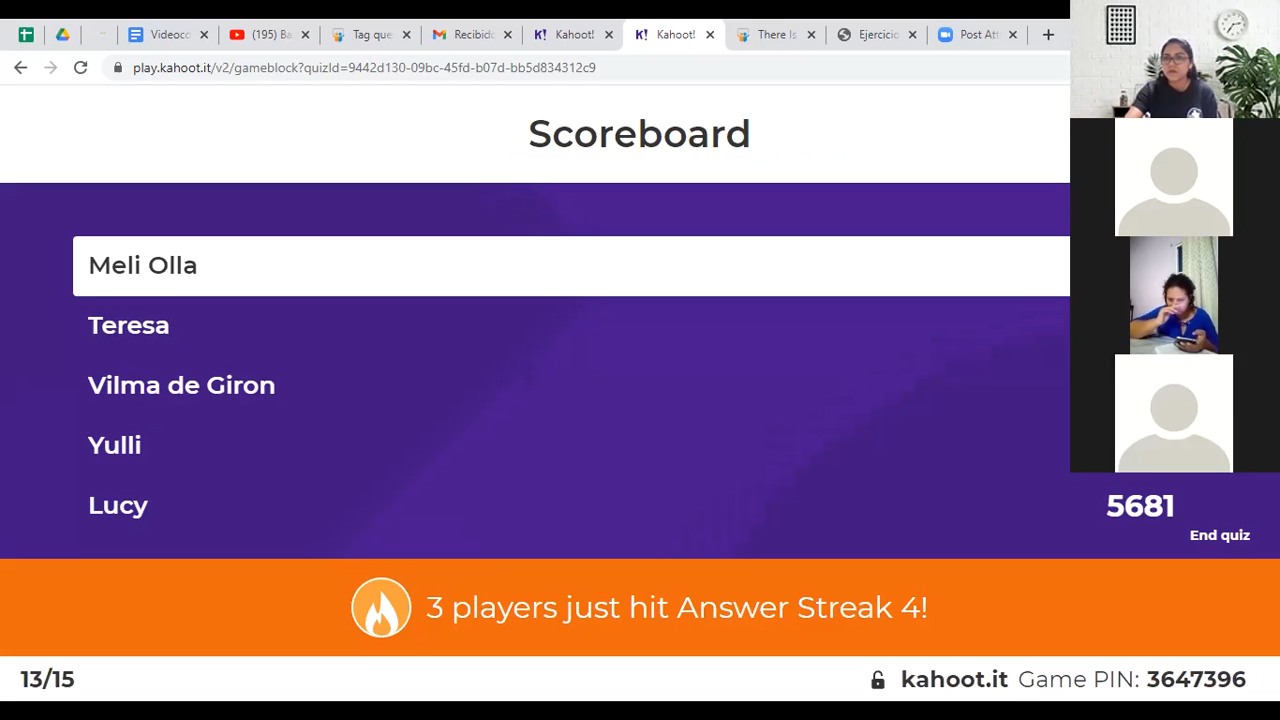 Videoco
(195) Ba
Tag que
Recibido
Kahoot!
Kahoot!
There Is
Ejercicio
Post Att
play.kahoot.it/v2/gameblock?quizId=9442d130-09bc-45fd-b07d-bb5d834312c9
Scoreboard
Meli Olla
Teresa
Vilma de Giron
Yulli
Lucy
5681
End quiz
3 players just hit Answer Streak 4!
13/15
kahoot.it Game PIN: 3647396